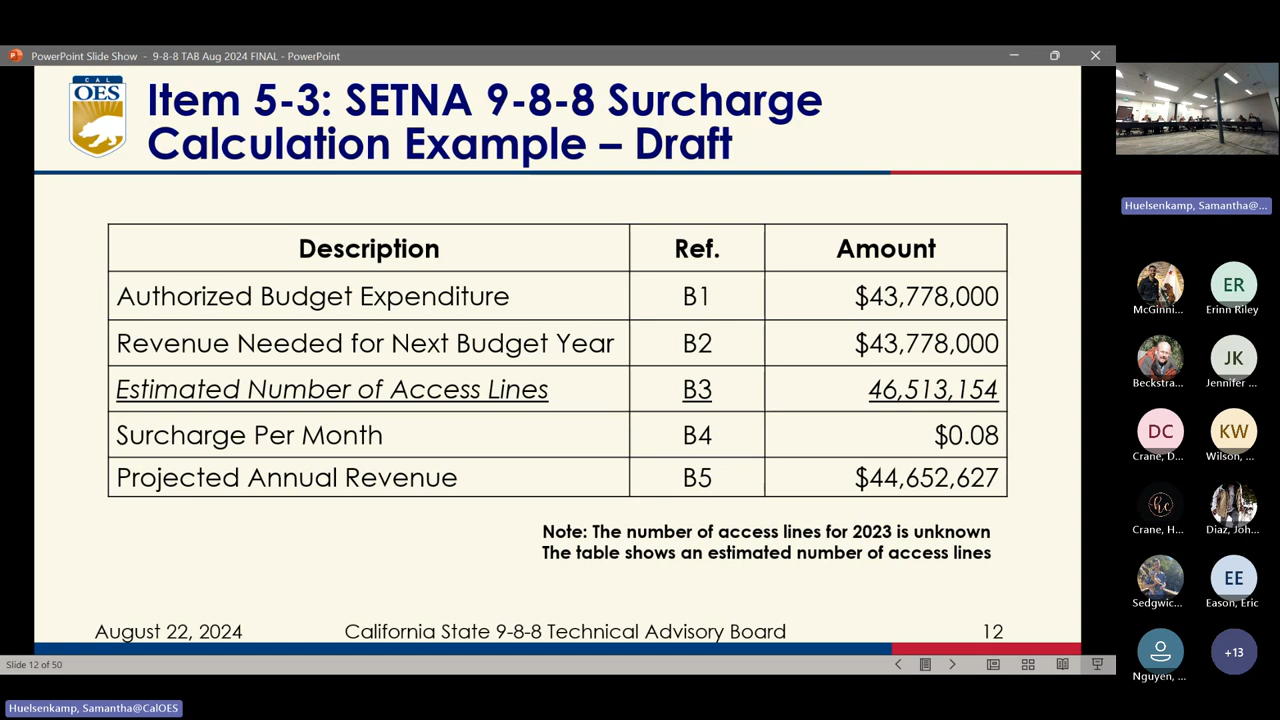 PowerPoint Slide Show - 9-8-8 TAB Aug 2024 FINAL - PowerPoint
CAL
OES
Item 5-3: SETNA 9-8-8 Surcharge
Calculation Example – Draft
Description Ref. Amount
Authorized Budget Expenditure B1 $43,778,000
Revenue Needed for Next Budget Year B2 $43,778,000
Estimated Number of Access Lines B3 46,513,154
Surcharge Per Month B4 $0.08
Projected Annual Revenue B5 $44,652,627
Note: The number of access lines for 2023 is unknown
The table shows an estimated number of access lines
August 22, 2024 California State 9-8-8 Technical Advisory Board 12
Slide 12 of 50
Huelsenkamp, Samantha@CalOES
Huelsenkamp, Samantha@...
ER
McGinni... Erinn Riley
JK
Beckstra... Jennifer ...
DC KW
Crane, D... Wilson, ...
hc
Crane, H... Diaz, Joh...
EE
Sedgwic... Eason, Eric
+13
Nguyen, ...